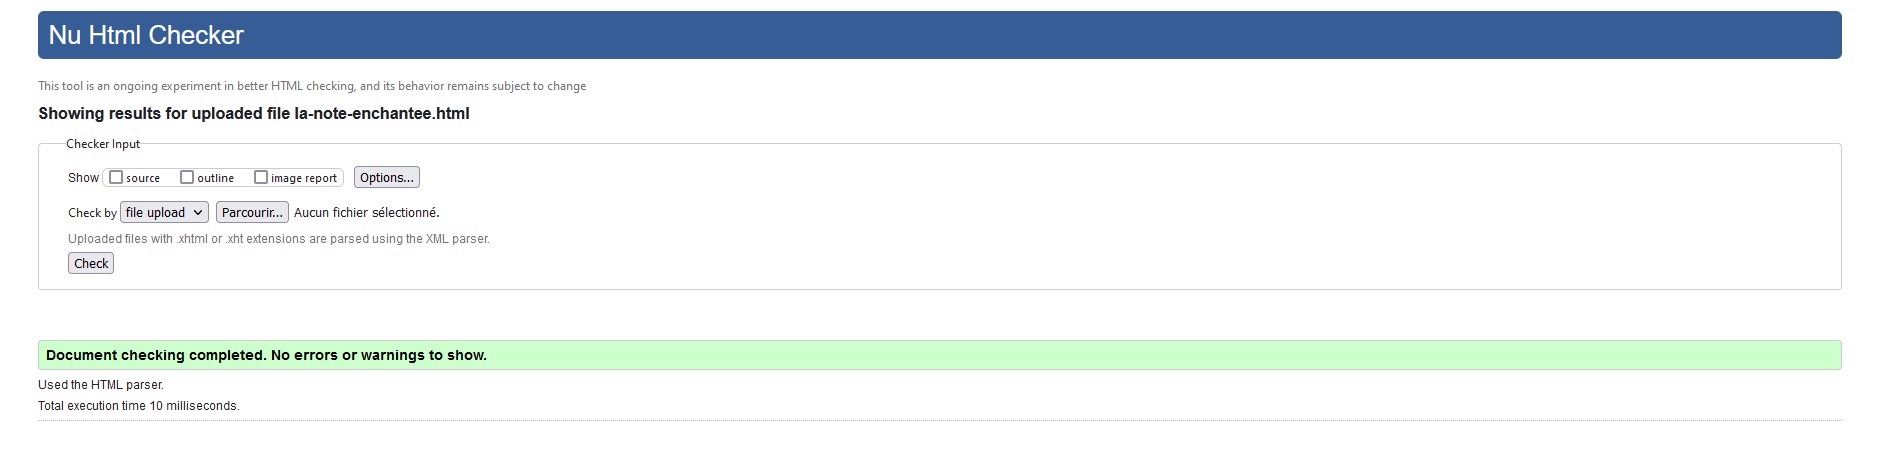 Nu Html Checker
This tool is an ongoing experiment in better HTML checking, and its behavior remains subject to change
Showing results for uploaded file la-note-enchantee.html
Checker Input
Show source outline image report Options...
Check by file upload Parcourir... Aucun fichier sélectionné.
Uploaded files with .xhtml or .xht extensions are parsed using the XML parser.
Check
Document checking completed. No errors or warnings to show.
Used the HTML parser.
Total execution time 10 milliseconds.